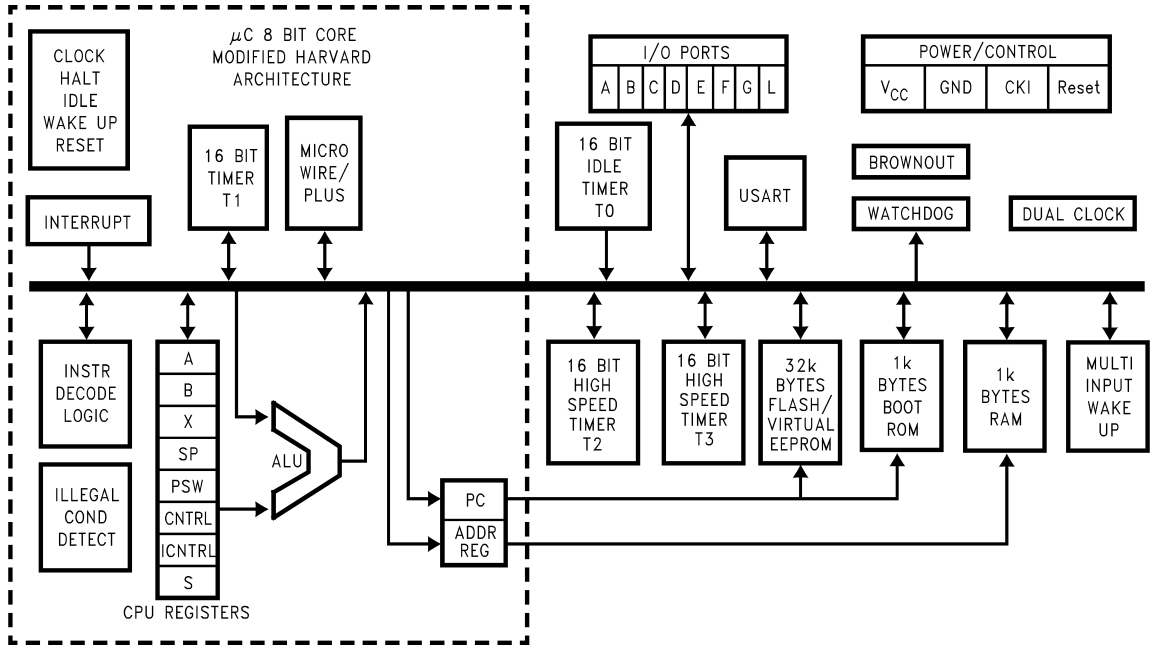 μC 8 BIT CORE
MODIFIED HARVARD
ARCHITECTURE
CLOCK
HALT
IDLE
WAKE UP
RESET
I/O PORTS
A B C D E F G L
POWER/CONTROL
VCC GND CKI Reset
16 BIT
TIMER
T1
MICRO
WIRE/
PLUS
16 BIT
IDLE
TIMER
T0
USART
BROWNOUT
WATCHDOG
DUAL CLOCK
INTERRUPT
INSTR
DECODE
LOGIC
ILLEGAL
COND
DETECT
A
B
X
SP
PSW
CNTRL
ICNTRL
S
CPU REGISTERS
ALU
PC
ADDR
REG
16 BIT
HIGH
SPEED
TIMER
T2
16 BIT
HIGH
SPEED
TIMER
T3
32k
BYTES
FLASH/
VIRTUAL
EEPROM
1k
BYTES
BOOT
ROM
1k
BYTES
RAM
MULTI
INPUT
WAKE
UP